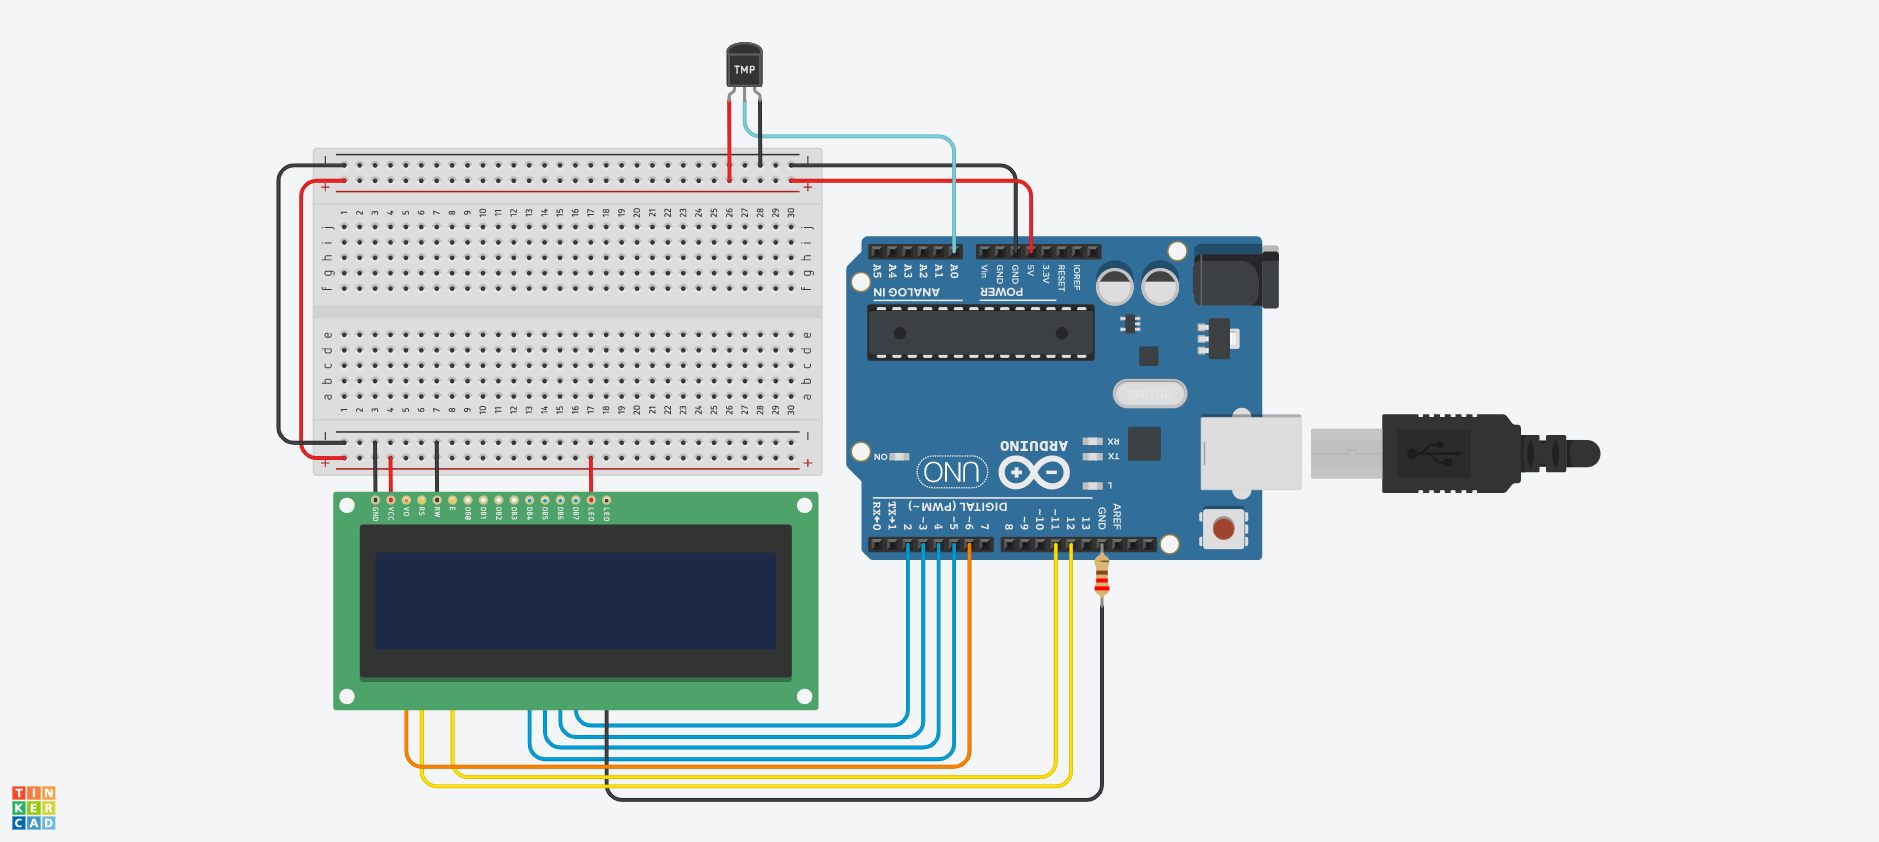 TMP
1 2 3 4 5 6 7 8 9 10 11 12 13 14 15 16 17 18 19 20 21 22 23 24 25 26 27 28 29 30
j j
i i
h h
g g
f f
e e
d d
c c
b b
a a
1 2 3 4 5 6 7 8 9 10 11 12 13 14 15 16 17 18 19 20 21 22 23 24 25 26 27 28 29 30
GND VCC VO RS RW E DB0 DB1 DB2 DB3 DB4 DB5 DB6 DB7 LED LED
A5 A4 A3 A2 A1 A0
ANALOG IN
Vin GND GND 5V 3.3V RESET IOREF
POWER
ARDUINO
UNO
ON
RX
TX
L
DIGITAL (PWM~)
RX←0 TX→1 2 ~3 4 ~5 ~6 7 8 ~9 ~10 ~11 12 13 GND AREF
TIN
KER
CAD